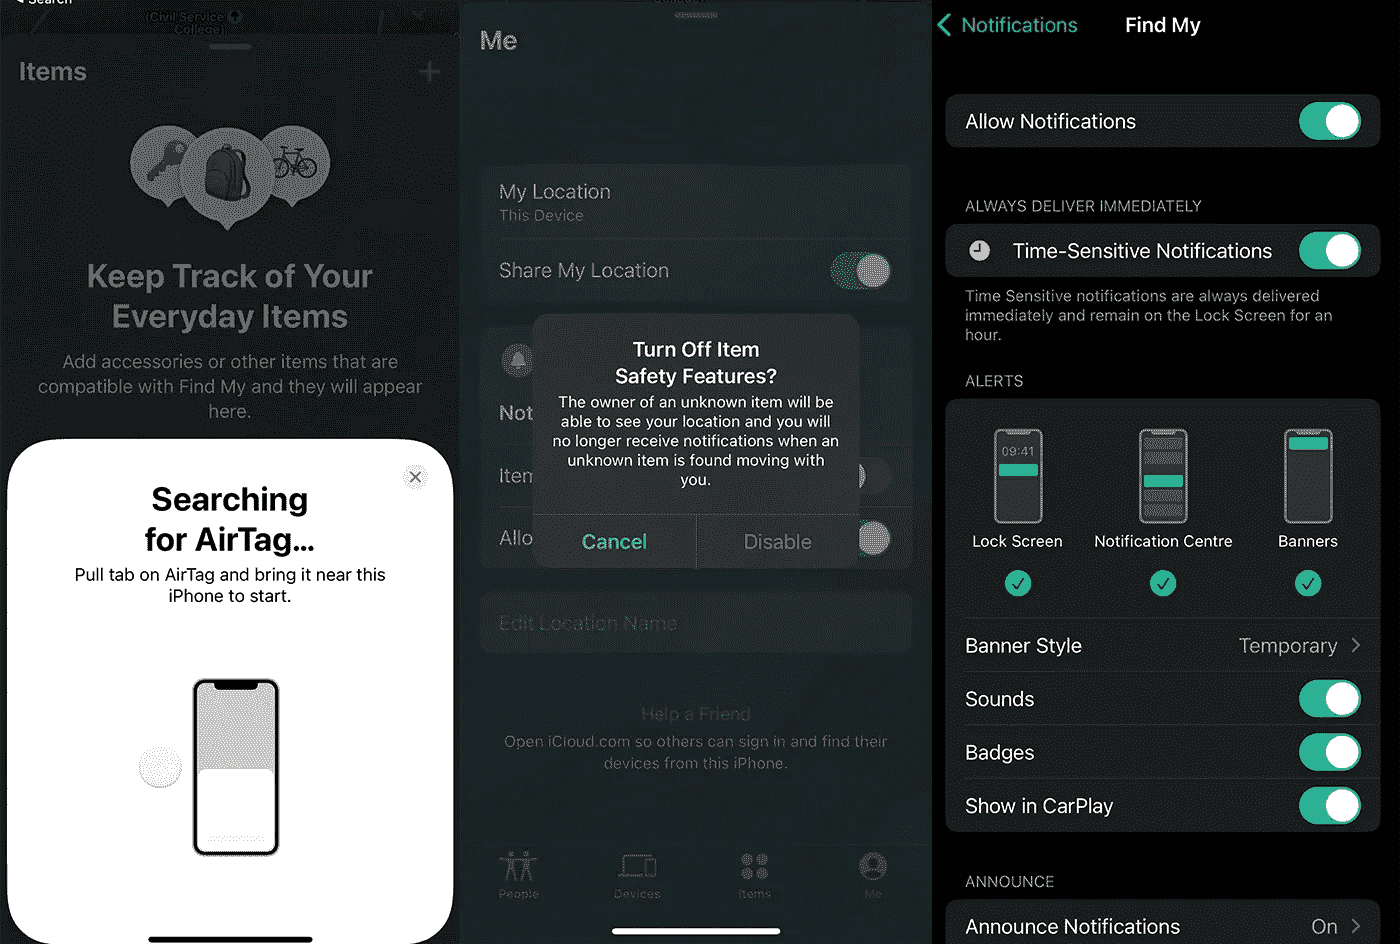 Search
(Civil Service
College)
Items
Keep Track of Your
Everyday Items
Add accessories or other items that are
compatible with Find My and they will appear
here.
Searching
for AirTag...
Pull tab on AirTag and bring it near this
iPhone to start.
Me
My Location
This Device
Share My Location
Not
Item
Allo
Turn Off Item
Safety Features?
The owner of an unknown item will be
able to see your location and you will
no longer receive notifications when an
unknown item is found moving with
you.
Cancel
Disable
Edit Location Name
Help a Friend
Open iCloud.com so others can sign in and find their
devices from this iPhone.
People
Devices
Items
Me
Notifications
Find My
Allow Notifications
ALWAYS DELIVER IMMEDIATELY
Time-Sensitive Notifications
Time Sensitive notifications are always delivered
immediately and remain on the Lock Screen for an
hour.
ALERTS
09:41
Lock Screen
Notification Centre
Banners
Banner Style
Temporary
Sounds
Badges
Show in CarPlay
ANNOUNCE
Announce Notifications
On